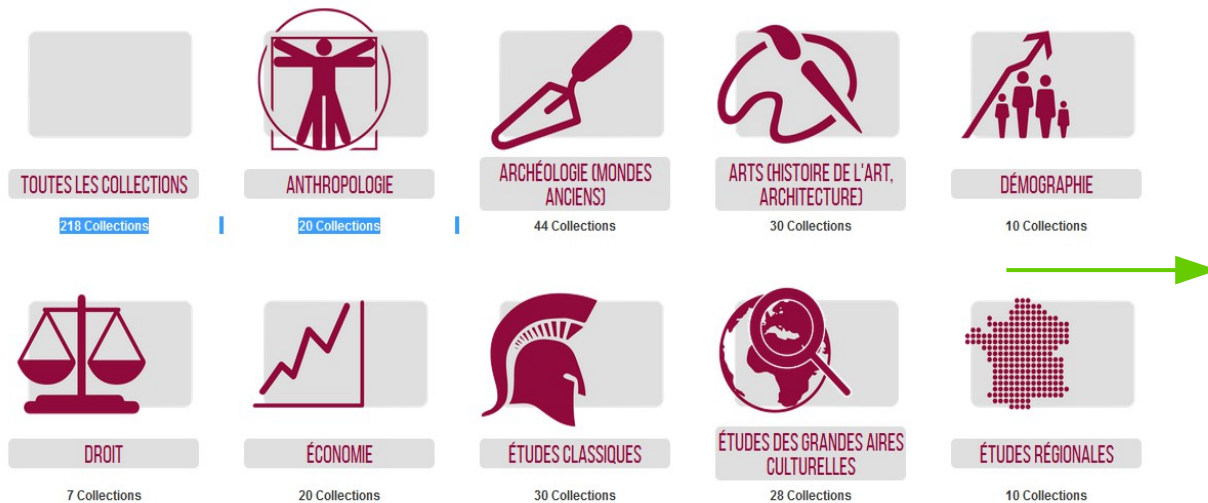 TOUTES LES COLLECTIONS
218 Collections
ANTHROPOLOGIE
20 Collections
ARCHÉOLOGIE (MONDES
ANCIENS)
44 Collections
ARTS (HISTOIRE DE L'ART,
ARCHITECTURE)
30 Collections
DÉMOGRAPHIE
10 Collections
DROIT
7 Collections
ÉCONOMIE
20 Collections
ÉTUDES CLASSIQUES
30 Collections
ÉTUDES DES GRANDES AIRES
CULTURELLES
28 Collections
ÉTUDES RÉGIONALES
10 Collections